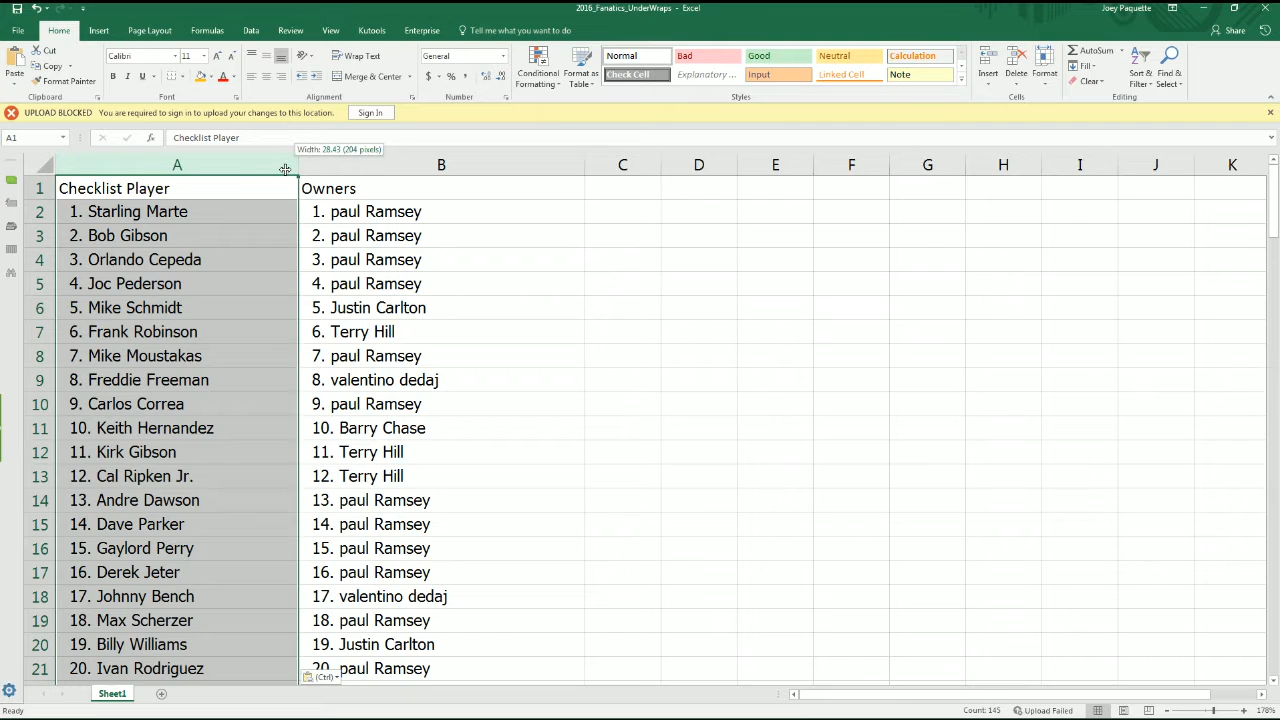 2016_Fanatics_UnderWraps - Excel
Joey Paquette
File Home Insert Page Layout Formulas Data Review View Kutools Enterprise Tell me what you want to do
Share
Cut
Copy
Format Painter
Paste
Clipboard
Calibri 11
B I U
Font
Wrap Text
Merge & Center
Alignment
General
$ % ,
Number
Conditional Formatting
Format as Table
Normal Bad Good Neutral Calculation
Check Cell Explanatory ... Input Linked Cell Note
Styles
Insert Delete Format
Cells
AutoSum
Fill
Clear
Sort & Filter
Find & Select
Editing
UPLOAD BLOCKED You are required to sign in to upload your changes to this location. Sign In
A1 fx Checklist Player
Width: 28.43 (204 pixels)
A B C D E F G H I J K
1 Checklist Player Owners
2 1. Starling Marte 1. paul Ramsey
3 2. Bob Gibson 2. paul Ramsey
4 3. Orlando Cepeda 3. paul Ramsey
5 4. Joc Pederson 4. paul Ramsey
6 5. Mike Schmidt 5. Justin Carlton
7 6. Frank Robinson 6. Terry Hill
8 7. Mike Moustakas 7. paul Ramsey
9 8. Freddie Freeman 8. valentino dedaj
10 9. Carlos Correa 9. paul Ramsey
11 10. Keith Hernandez 10. Barry Chase
12 11. Kirk Gibson 11. Terry Hill
13 12. Cal Ripken Jr. 12. Terry Hill
14 13. Andre Dawson 13. paul Ramsey
15 14. Dave Parker 14. paul Ramsey
16 15. Gaylord Perry 15. paul Ramsey
17 16. Derek Jeter 16. paul Ramsey
18 17. Johnny Bench 17. valentino dedaj
19 18. Max Scherzer 18. paul Ramsey
20 19. Billy Williams 19. Justin Carlton
21 20. Ivan Rodriguez 20. paul Ramsey
(Ctrl)
Sheet1
Ready
Count: 145
Upload Failed
178%